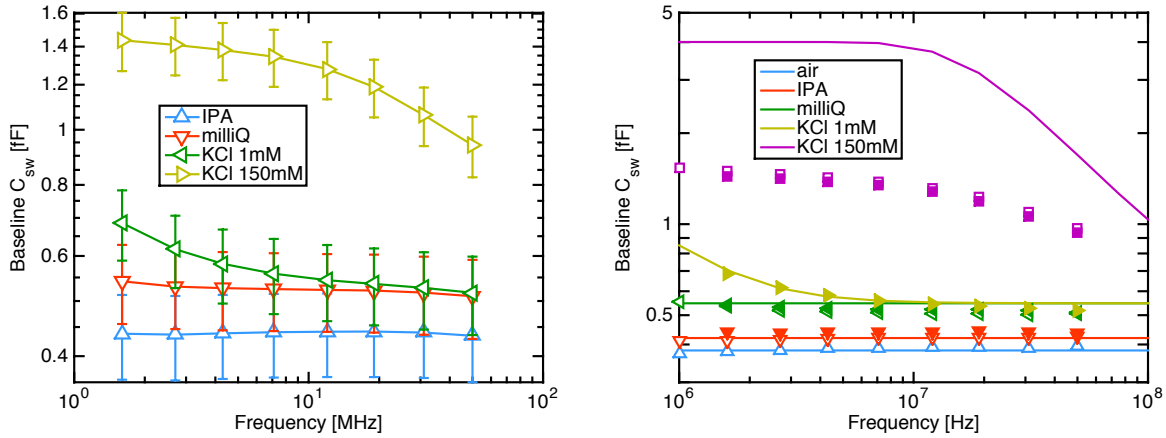 1.6
1.4
1.2
1
0.8
0.6
0.4
Baseline C_sw [fF]
IPA
milliQ
KCl 1mM
KCl 150mM
10^0
10^1
10^2
Frequency [MHz]
5
1
0.5
Baseline C_sw [fF]
air
IPA
milliQ
KCl 1mM
KCl 150mM
10^6
10^7
10^8
Frequency [Hz]